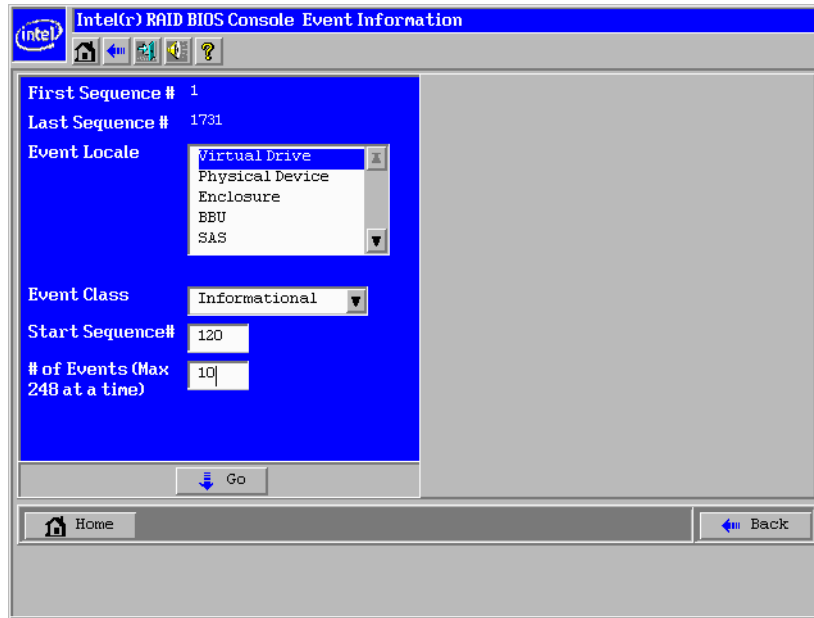 intel
Intel(r) RAID BIOS Console Event Information
?
First Sequence # 1
Last Sequence # 1731
Event Locale
Virtual Drive
Physical Device
Enclosure
BBU
SAS
Event Class Informational
Start Sequence# 120
# of Events (Max
248 at a time)
10
Go
Home
Back